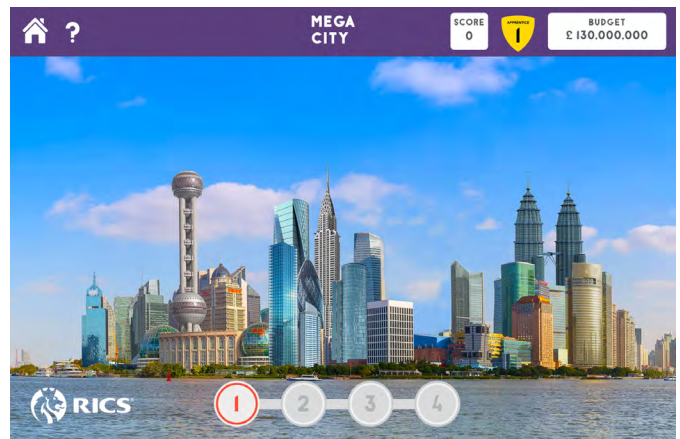 ?
MEGA
CITY
SCORE
0
APPRENTICE
1
BUDGET
£ 130,000,000
RICS
1
2
3
4